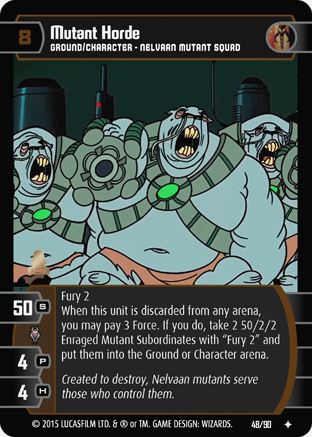 8
Mutant Horde
GROUND/CHARACTER - NELVAAN MUTANT SQUAD
50 S
4 P
4 H
Fury 2
When this unit is discarded from any arena,
you may pay 3 Force. If you do, take 2 50/2/2
Enraged Mutant Subordinates with “Fury 2” and
put them into the Ground or Character arena.
Created to destroy, Nelvaan mutants serve
those who control them.
© 2015 LUCASFILM LTD. & ® or TM. GAME DESIGN: WIZARDS. 48/90